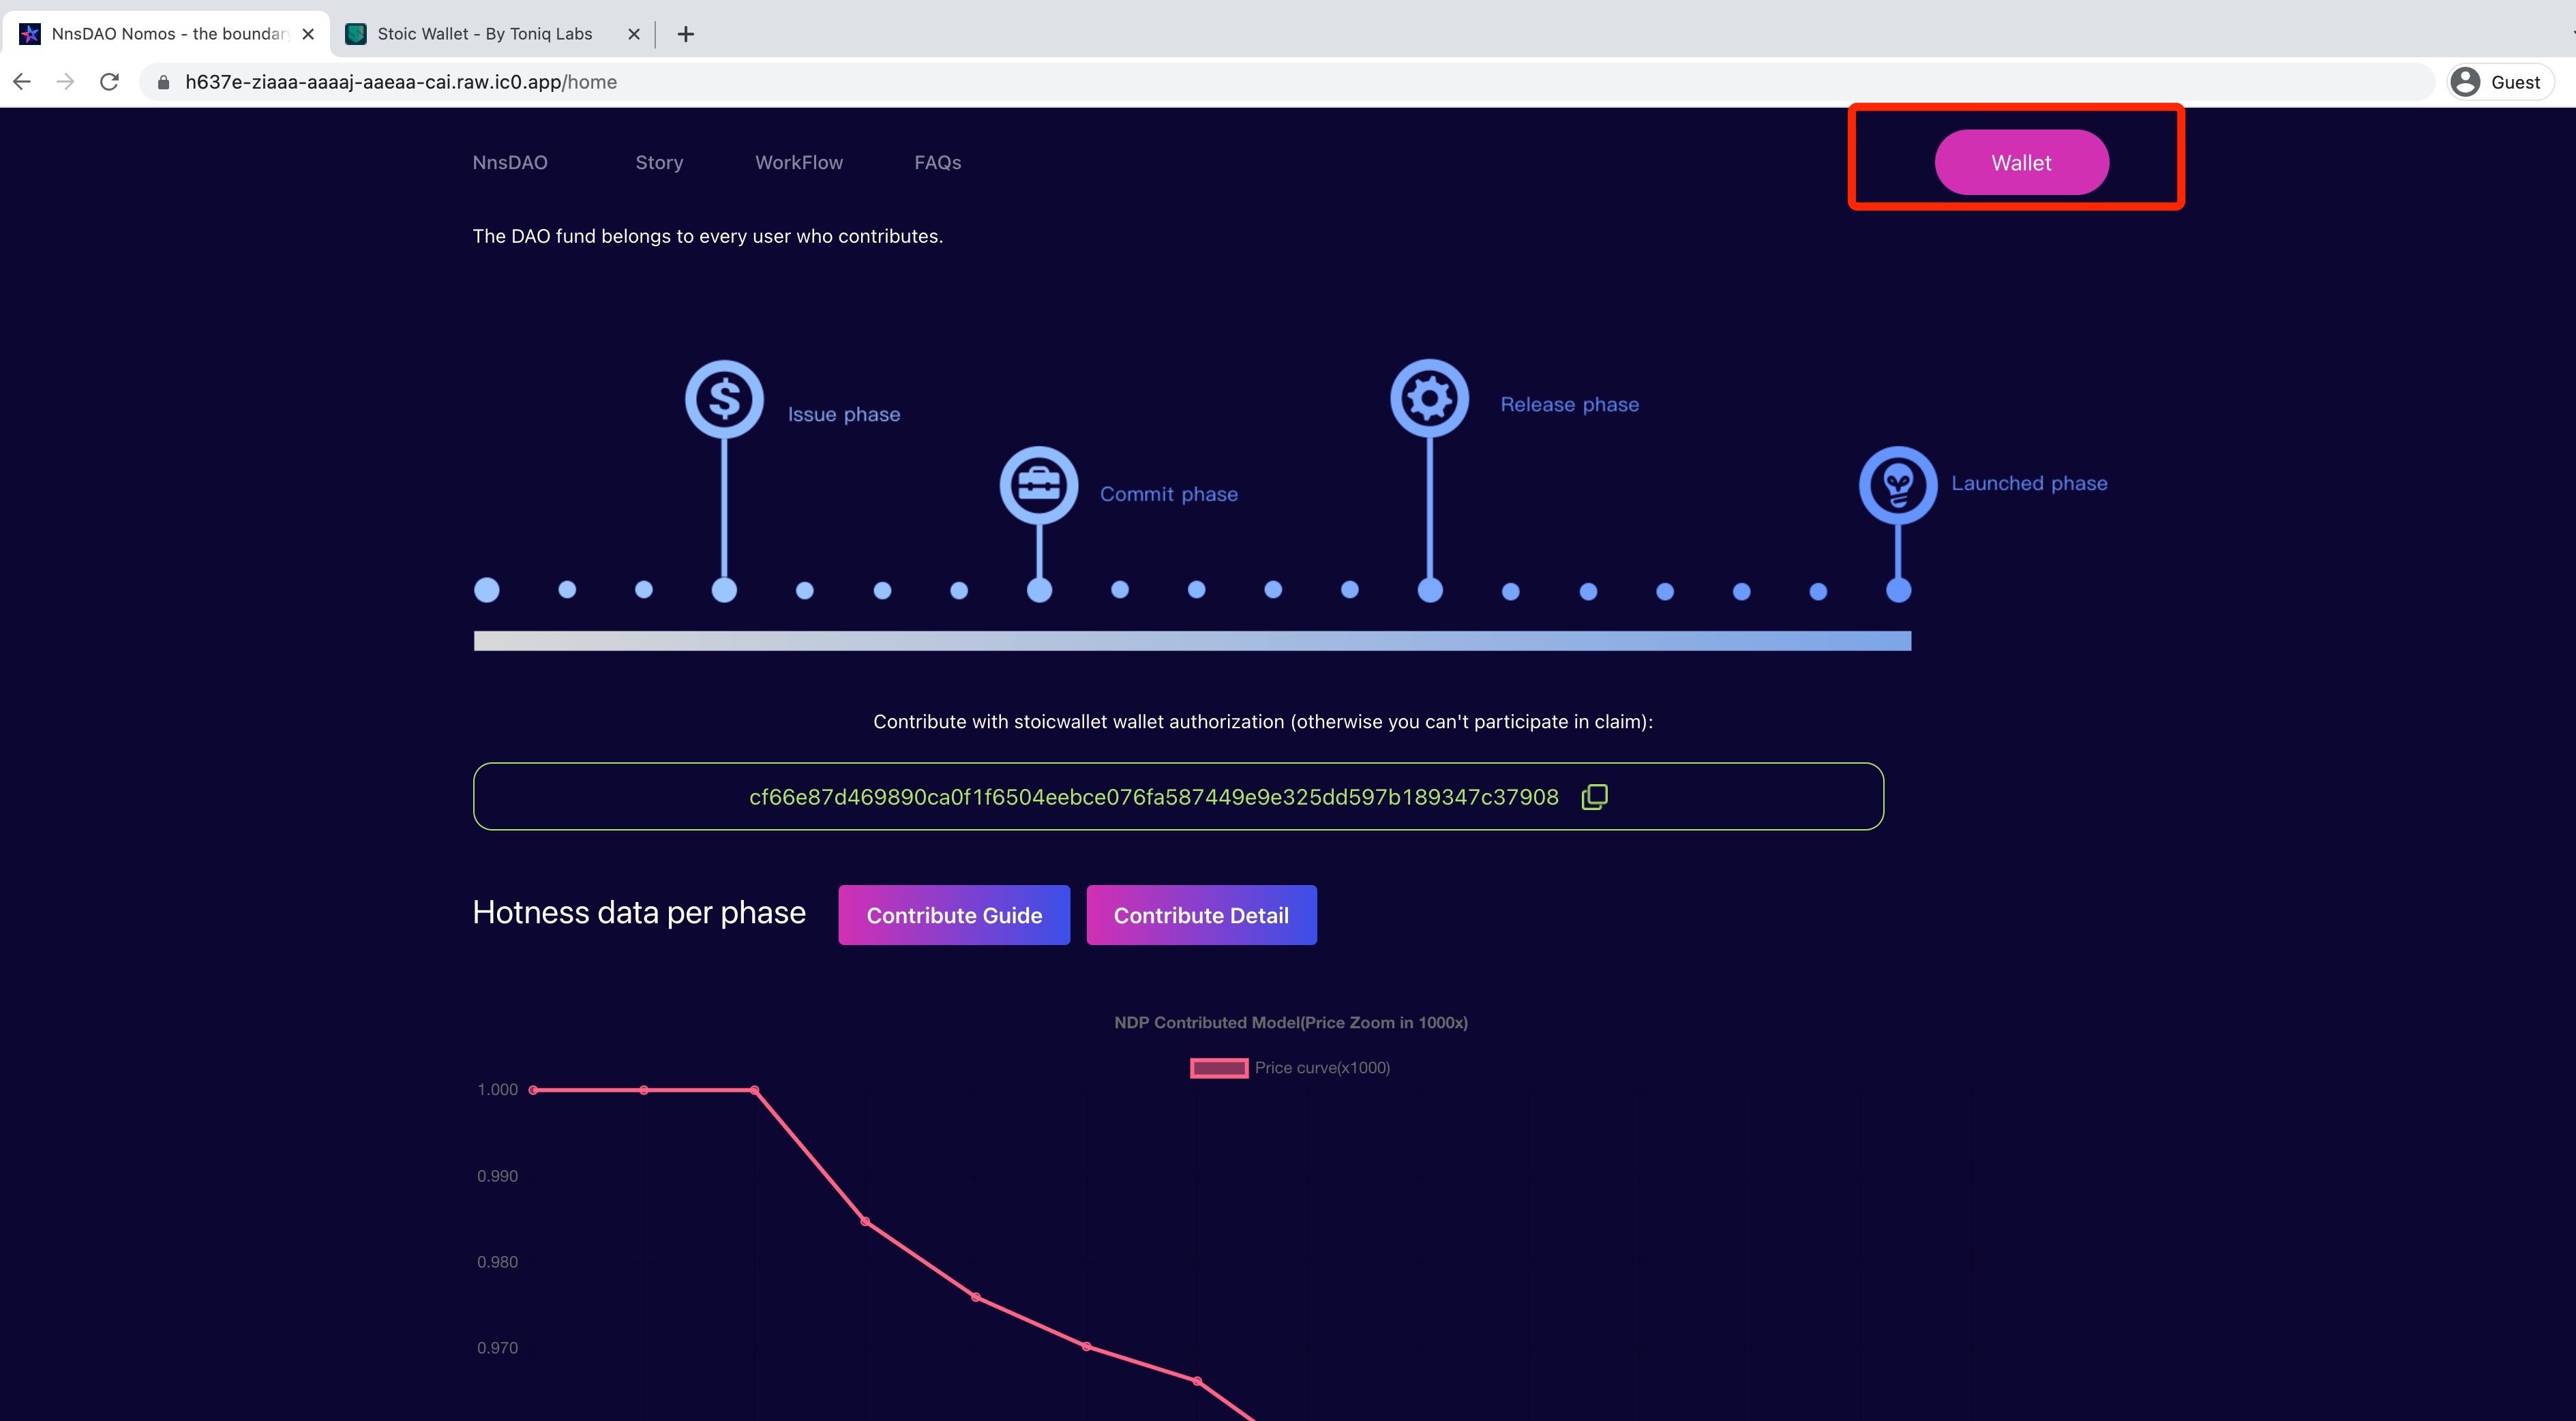 NnsDAO Nomos - the boundar
Stoic Wallet - By Toniq Labs
h637e-ziaaa-aaaaj-aaeaa-cai.raw.ic0.app/home
Guest
NnsDAO Story WorkFlow FAQs Wallet
The DAO fund belongs to every user who contributes.
Issue phase
Release phase
Commit phase
Launched phase
Contribute with stoicwallet wallet authorization (otherwise you can't participate in claim):
cf66e87d469890ca0f1f6504eebce076fa587449e9e325dd597b189347c37908
Hotness data per phase
Contribute Guide
Contribute Detail
NDP Contributed Model(Price Zoom in 1000x)
Price curve(x1000)
1.000
0.990
0.980
0.970